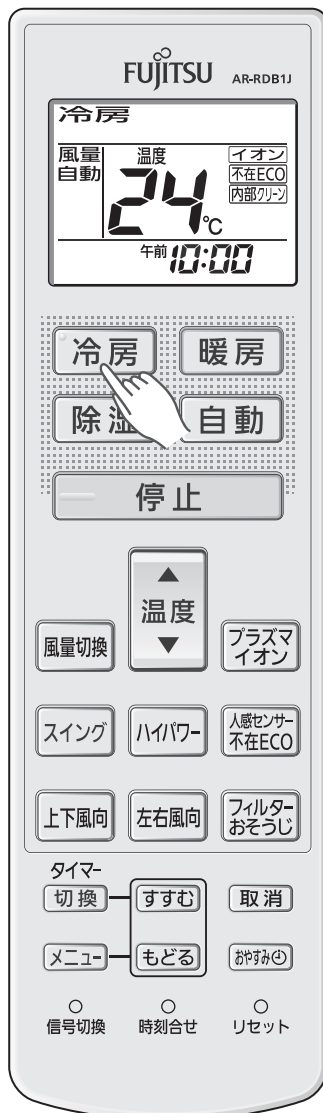 FUJITSU AR-RDB1J
冷房
風量 温度 イオン
自動 24℃ 不在ECO
内部クリーン
午前10:00
冷房 暖房
除湿 自動
停止
▲
温度
▼
風量切換 プラズマ
イオン
スイング ハイパワー 人感センサー
不在ECO
上下風向 左右風向 フィルター
おそうじ
タイマー
切換 すすむ 取消
メニュー もどる おやすみ
信号切換 時刻合せ リセット